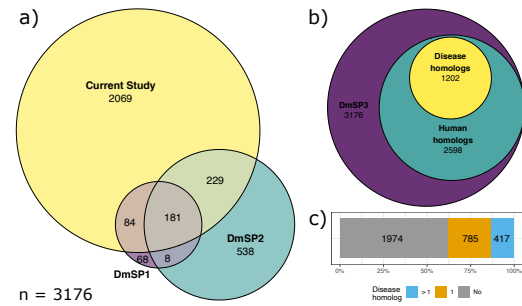 a)
Current Study
2069
229
84
181
68
8
DmSP1
DmSP2
538
n = 3176
b)
Disease
homologs
1202
DmSP3
3176
Human
homologs
2598
c)
1974
785
417
0%
25%
50%
75%
100%
Disease
homolog
> 1
1
No